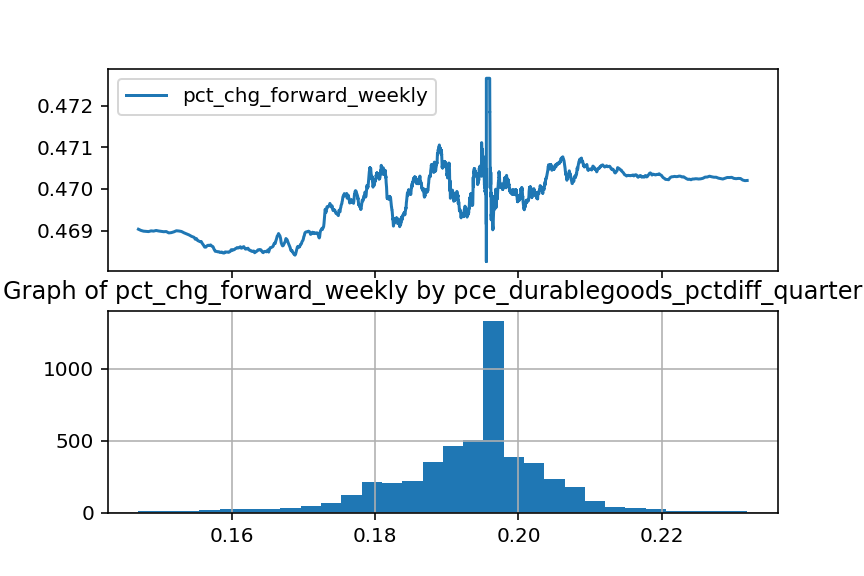 pct_chg_forward_weekly
0.472
0.471
0.470
0.469
Graph of pct_chg_forward_weekly by pce_durablegoods_pctdiff_quarter
1000
500
0
0.16 0.18 0.20 0.22